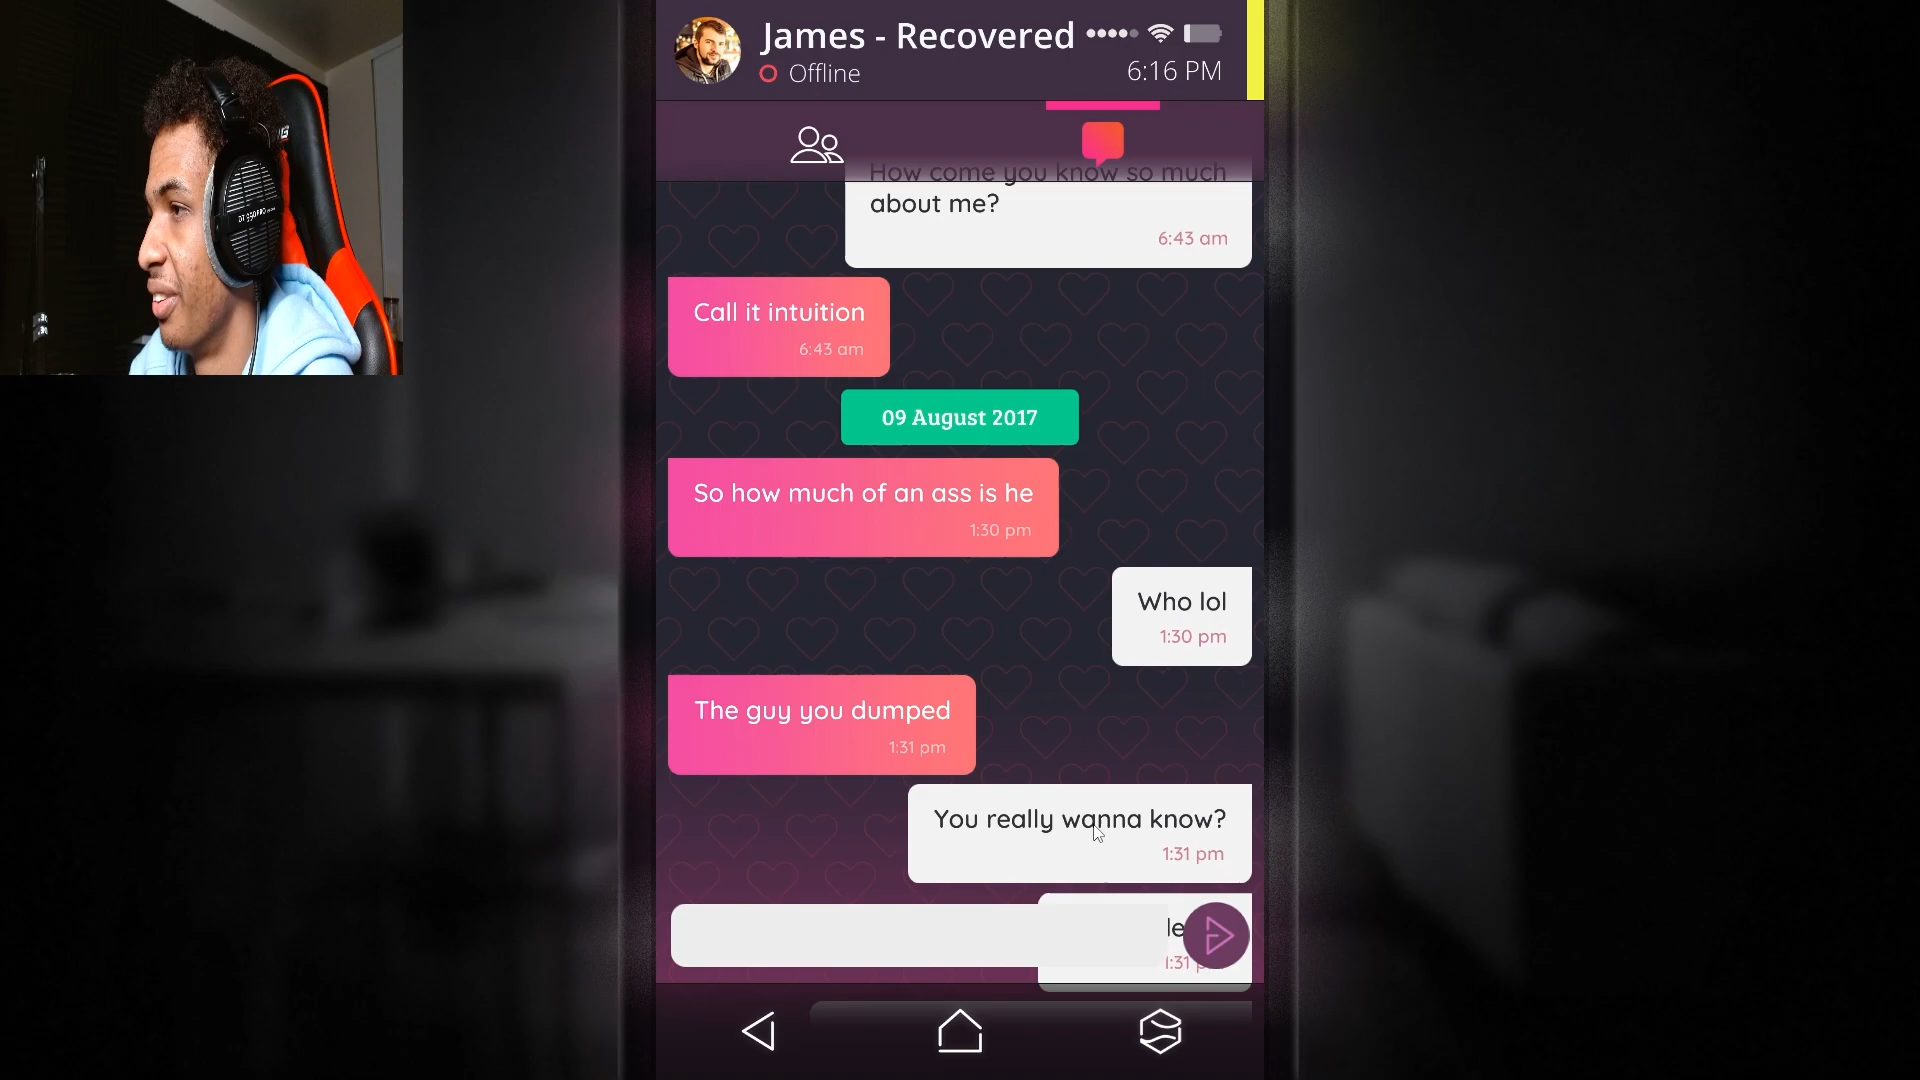 James - Recovered
Offline
6:16 PM
How come you know so much
about me?
6:43 am
Call it intuition
6:43 am
09 August 2017
So how much of an ass is he
1:30 pm
Who lol
1:30 pm
The guy you dumped
1:31 pm
You really wanna know?
1:31 pm
1:31